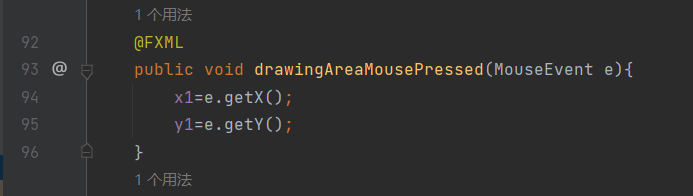 1 个用法
92 @FXML
93 @ public void drawingAreaMousePressed(MouseEvent e){
94 x1=e.getX();
95 y1=e.getY();
96 }
1 个用法